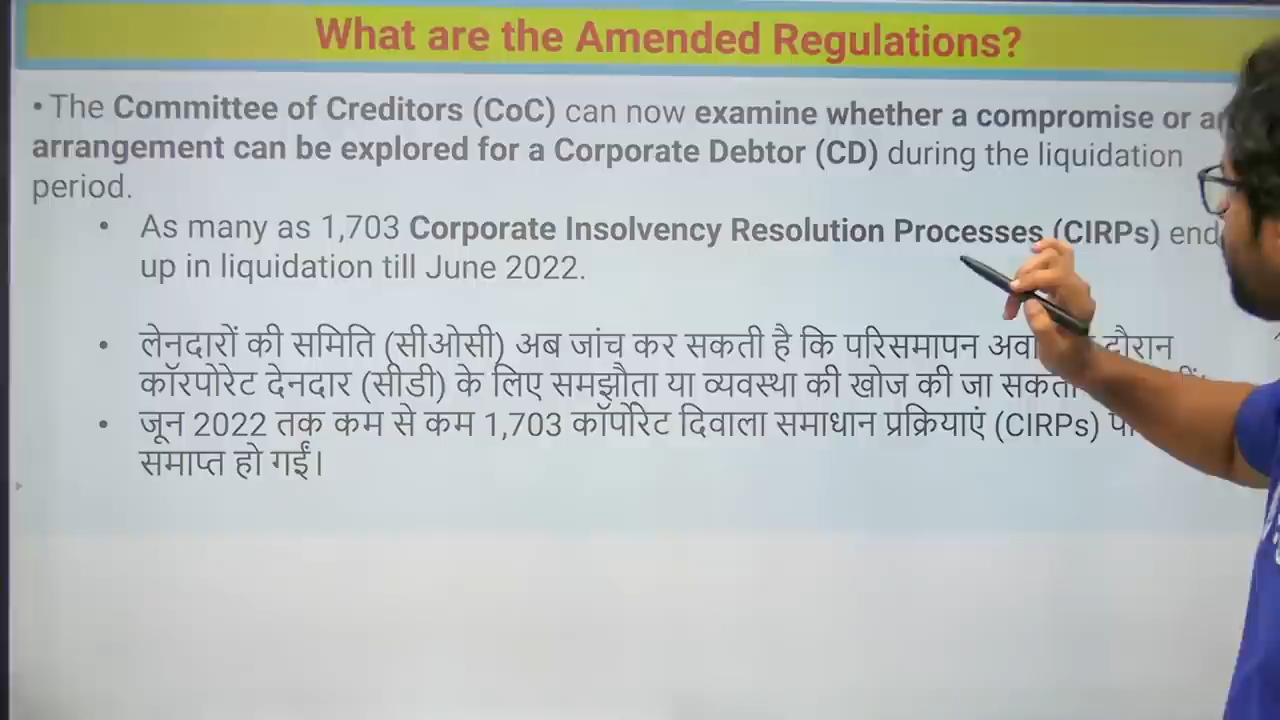 What are the Amended Regulations?
• The Committee of Creditors (CoC) can now examine whether a compromise or
arrangement can be explored for a Corporate Debtor (CD) during the liquidation
period.
• As many as 1,703 Corporate Insolvency Resolution Processes (CIRPs)
up in liquidation till June 2022.
• लेनदारों की समिति (सीओसी) अब जांच कर सकती है कि परिसमापन दौरान
कॉरपोरेट देनदार (सीडी) के लिए समझौता या व्यवस्था की खोज की जा
• जून 2022 तक कम से कम 1,703 कॉर्पोरेट दिवाला समाधान प्रक्रियाएं (CIRPs)
समाप्त हो गईं।